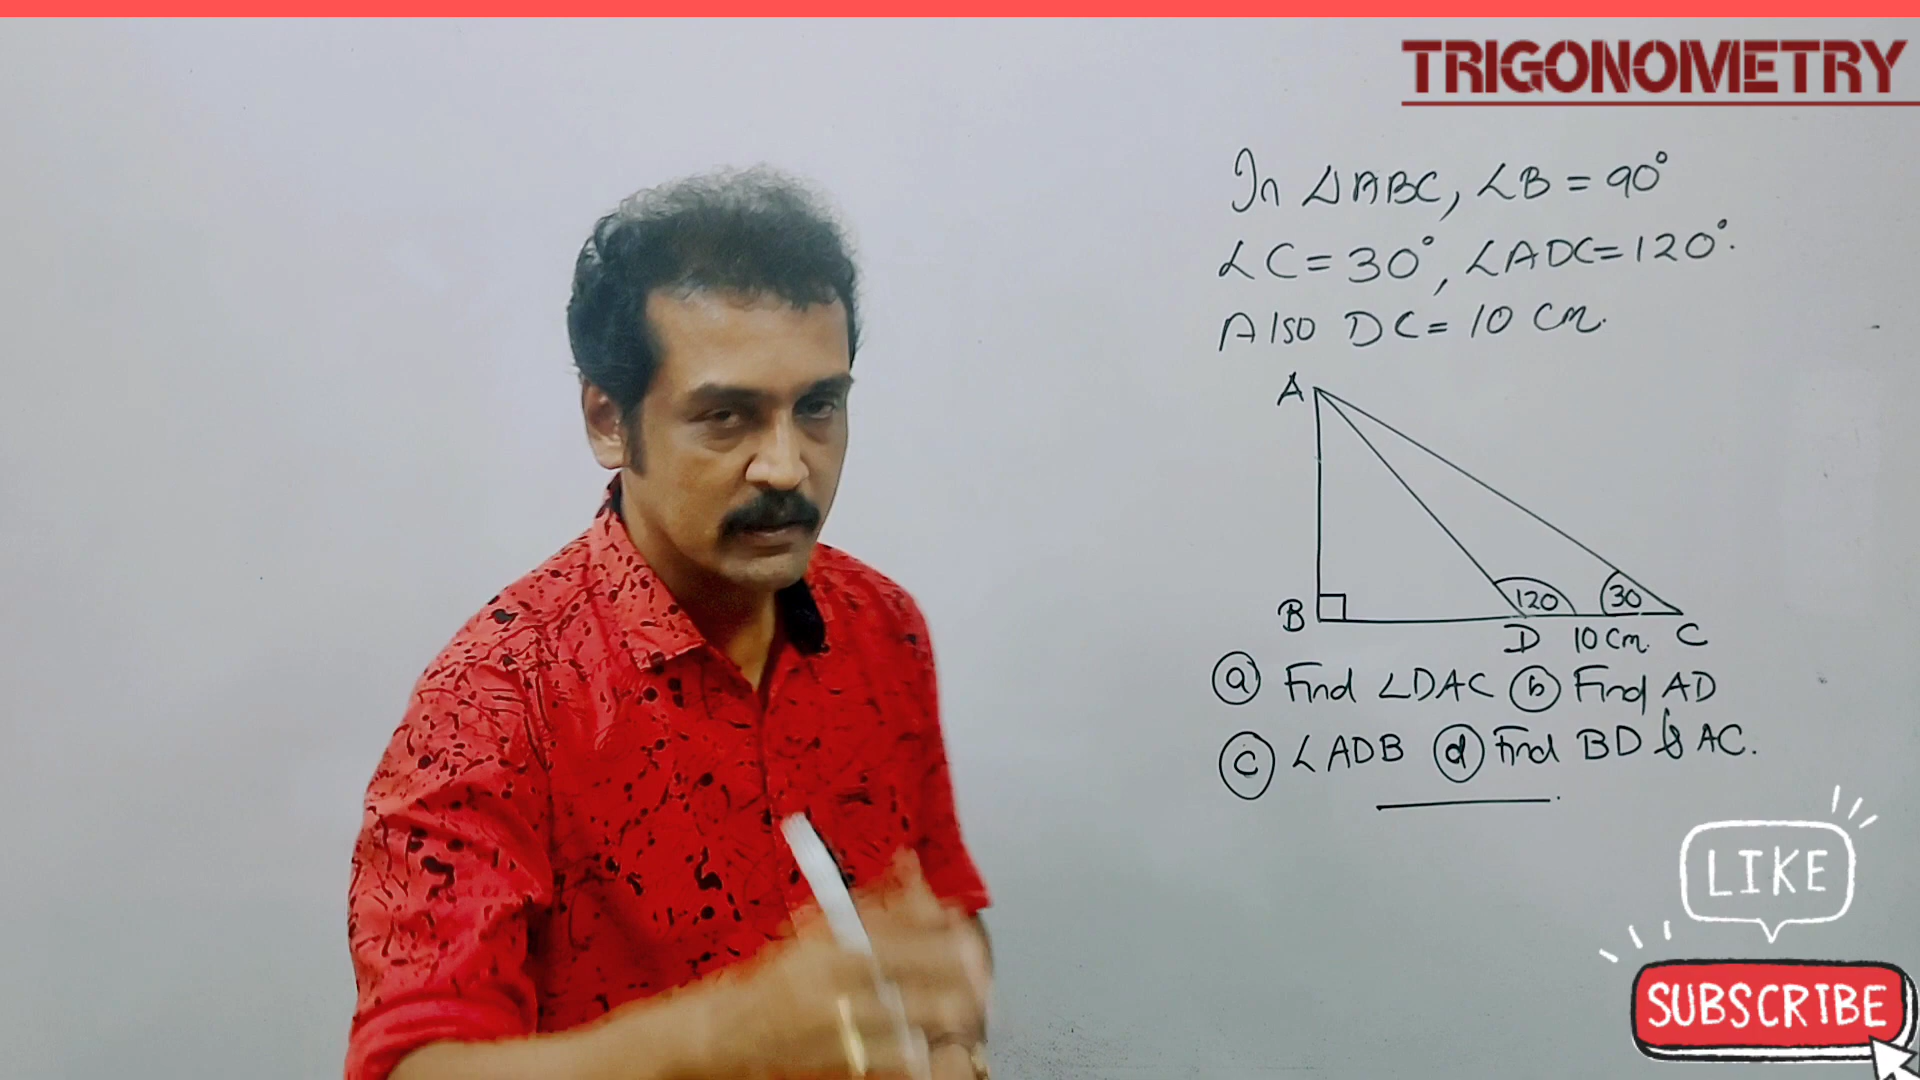 TRIGONOMETRY
In △ABC, ∠B = 90°
∠C = 30°, ∠ADC = 120°.
Also DC = 10 cm.
A
120
30
B
D 10 cm. C
(a) Find ∠DAC (b) Find AD
(c) ∠ADB (d) Find BD & AC.
LIKE
SUBSCRIBE